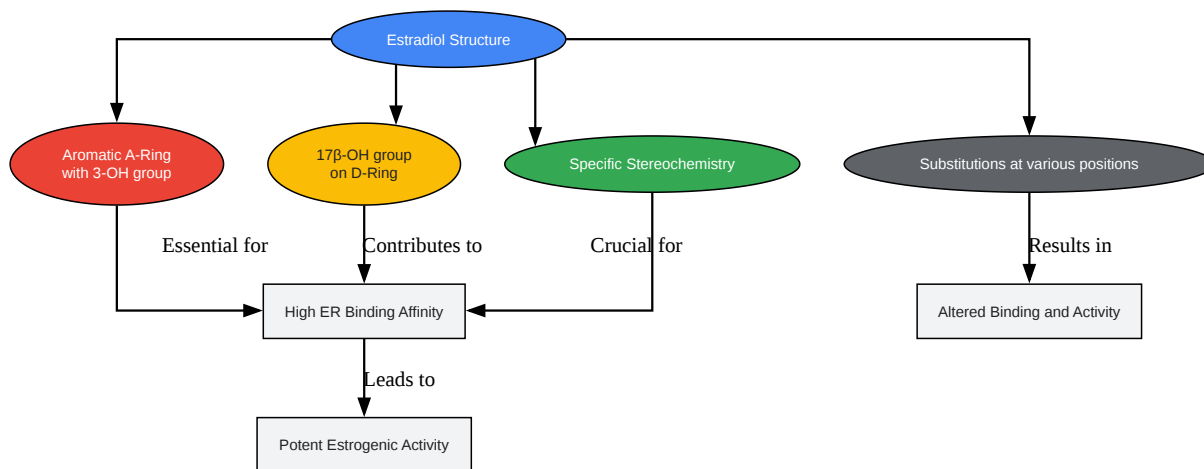 Estradiol Structure
Aromatic A-Ring
with 3-OH group
17β-OH group
on D-Ring
Specific Stereochemistry
Substitutions at various positions
Essential for
Contributes to
Crucial for
Results in
High ER Binding Affinity
Altered Binding and Activity
Leads to
Potent Estrogenic Activity